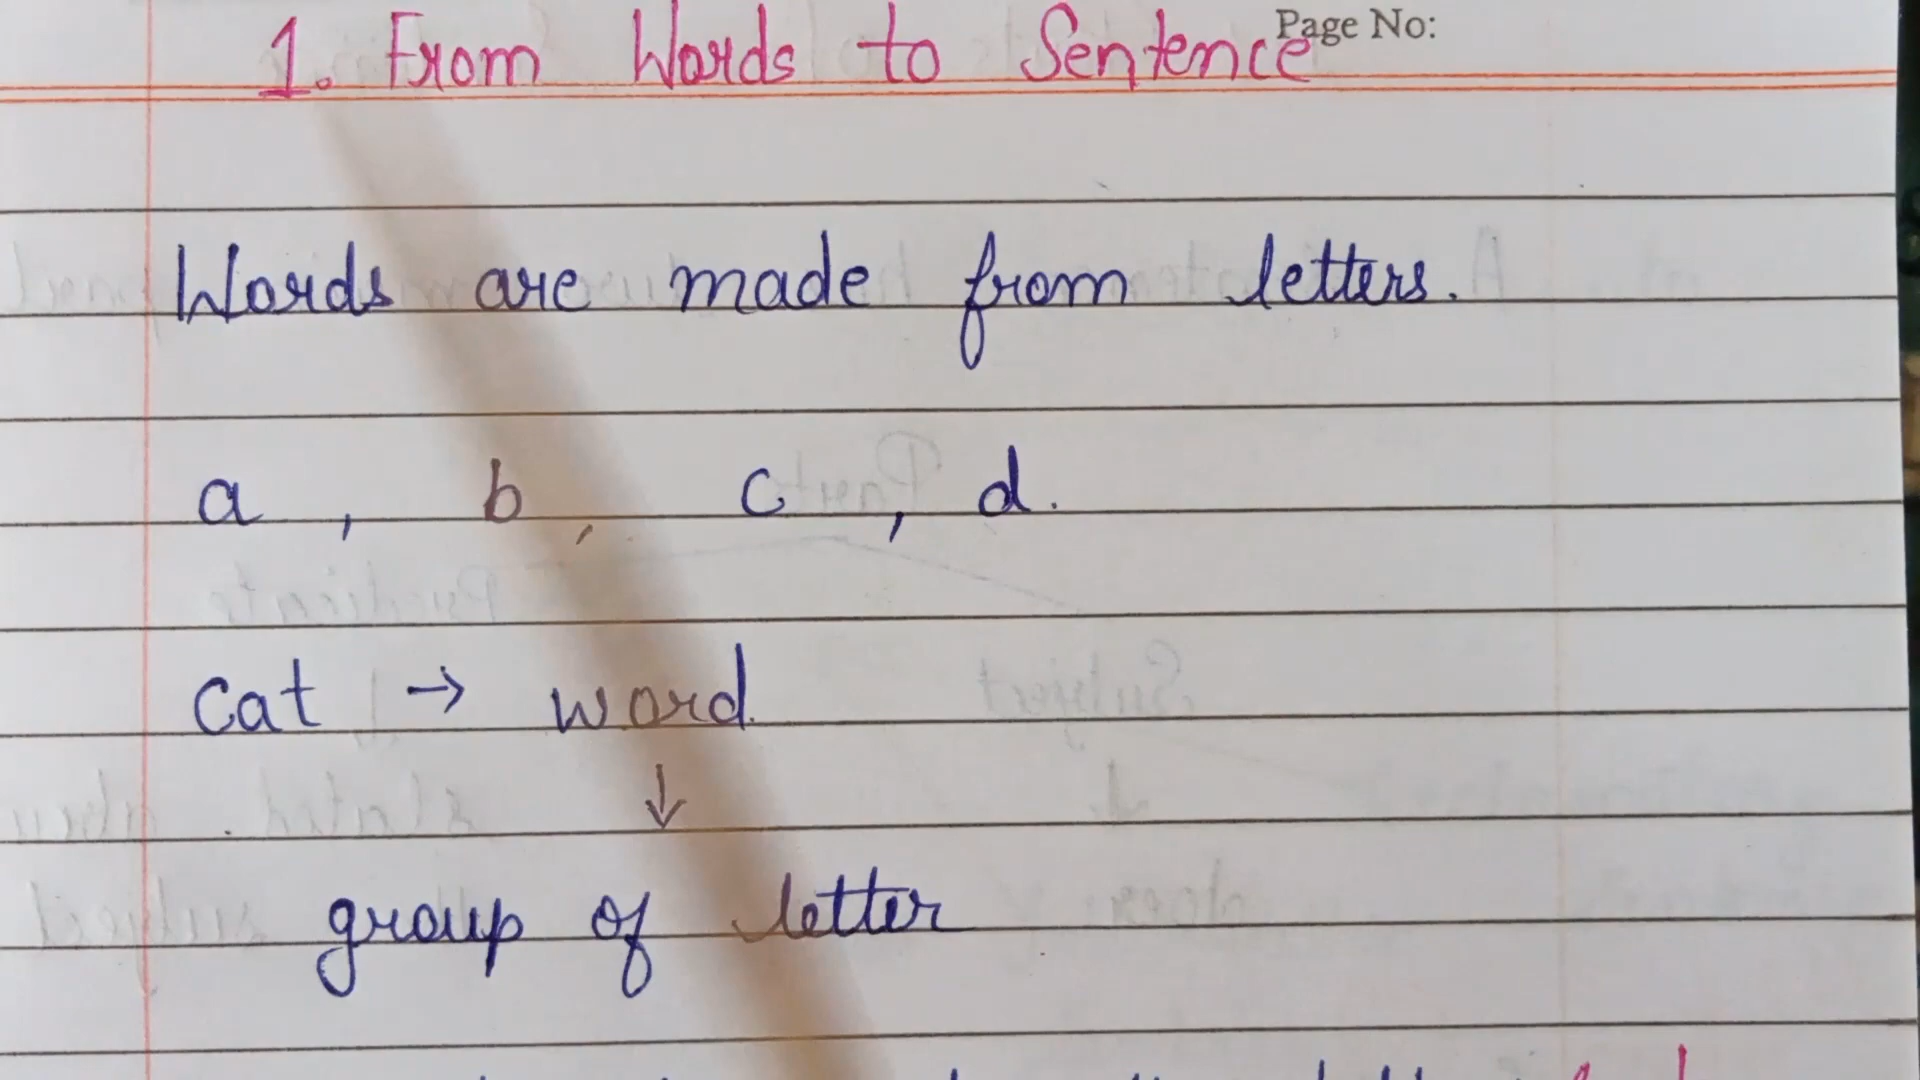 Page No:
1. From Words to Sentence
Words are made from letters.
a , b , c , d.
cat → word.
↓
group of letter